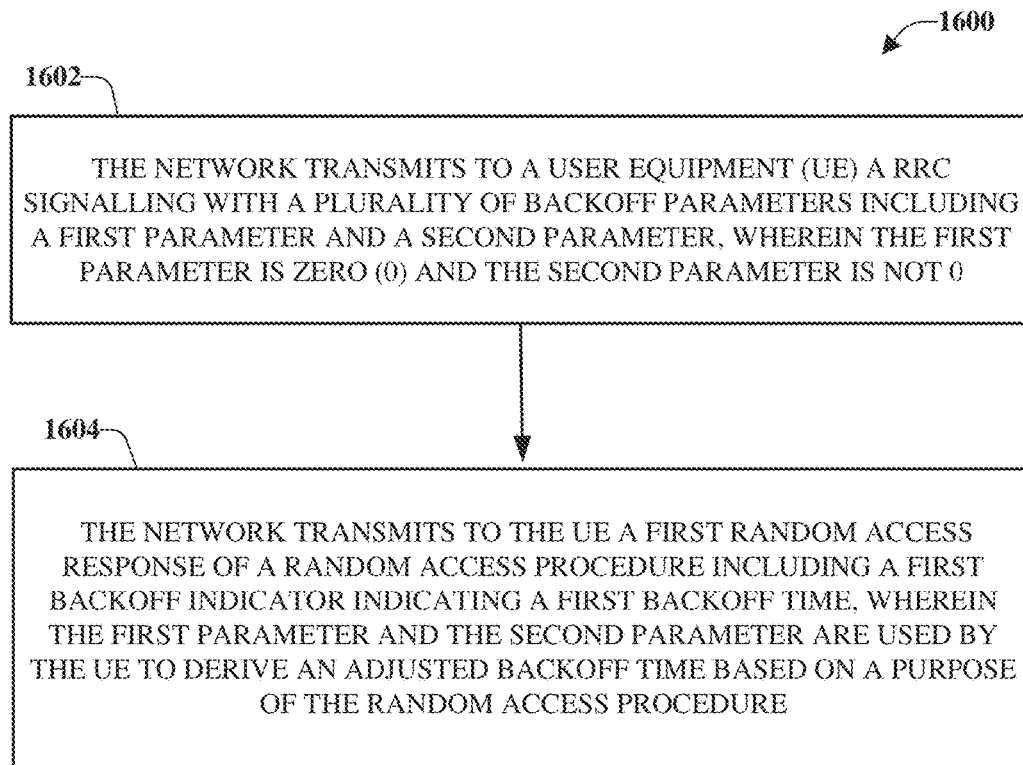 1600
1602
THE NETWORK TRANSMITS TO A USER EQUIPMENT (UE) A RRC
SIGNALLING WITH A PLURALITY OF BACKOFF PARAMETERS INCLUDING
A FIRST PARAMETER AND A SECOND PARAMETER, WHEREIN THE FIRST
PARAMETER IS ZERO (0) AND THE SECOND PARAMETER IS NOT 0
1604
THE NETWORK TRANSMITS TO THE UE A FIRST RANDOM ACCESS
RESPONSE OF A RANDOM ACCESS PROCEDURE INCLUDING A FIRST
BACKOFF INDICATOR INDICATING A FIRST BACKOFF TIME, WHEREIN
THE FIRST PARAMETER AND THE SECOND PARAMETER ARE USED BY
THE UE TO DERIVE AN ADJUSTED BACKOFF TIME BASED ON A PURPOSE
OF THE RANDOM ACCESS PROCEDURE